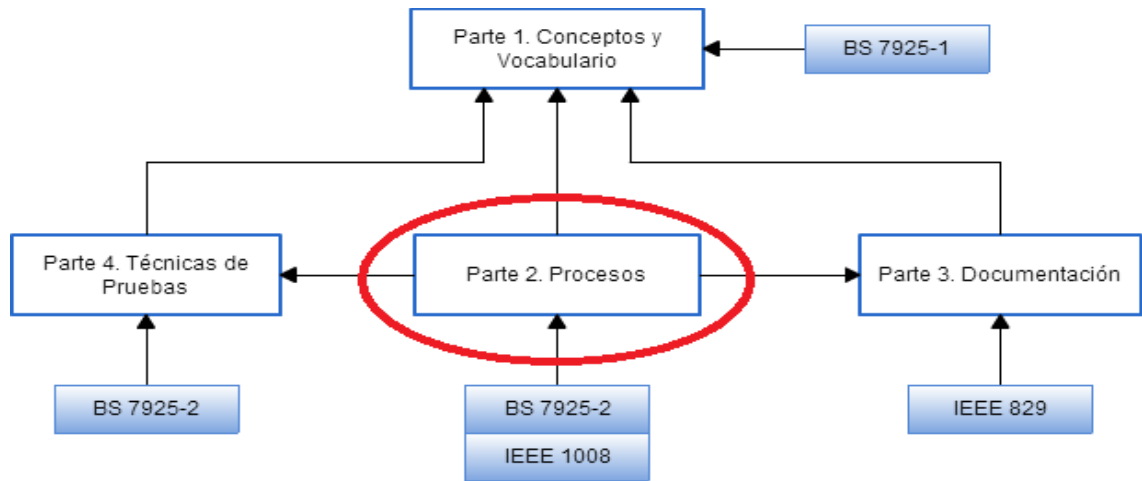 Parte 1. Conceptos y
Vocabulario
BS 7925-1
Parte 4. Técnicas de
Pruebas
Parte 2. Procesos
Parte 3. Documentación
BS 7925-2
BS 7925-2
IEEE 1008
IEEE 829